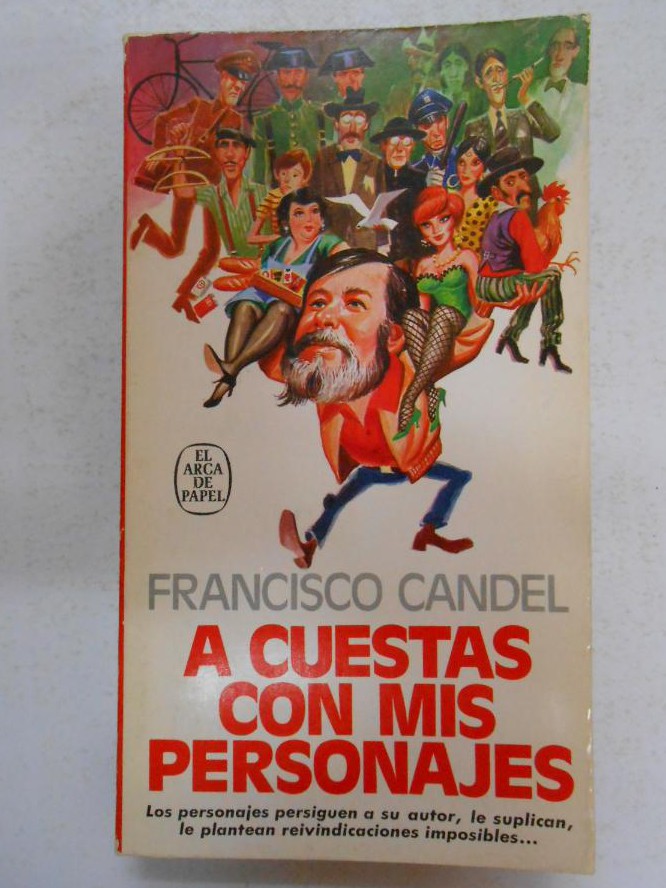 EL
ARCA
DE
PAPEL
FRANCISCO CANDEL
A CUESTAS
CON MIS
PERSONAJES
Los personajes persiguen a su autor, le suplican,
le plantean reivindicaciones imposibles...